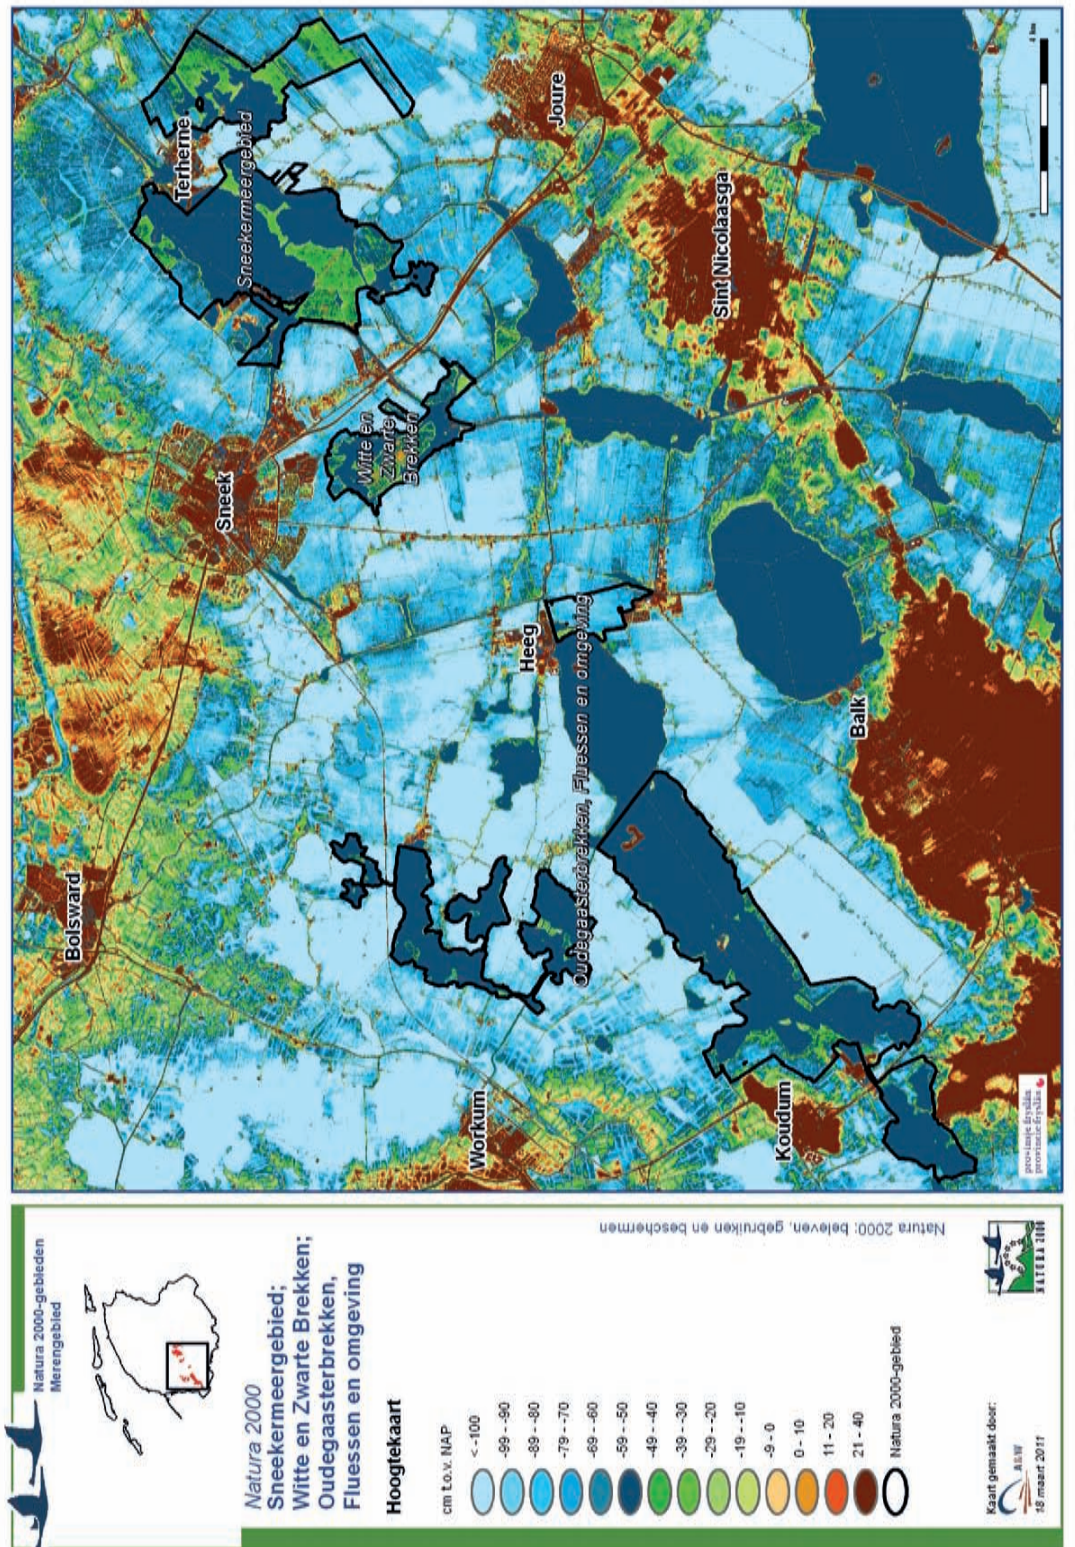 Natura 2000-gebieden
Merengebied
Natura 2000
Sneekermeergebied;
Witte en Zwarte Brekken;
Oudegaasterbrekken,
Fluessen en omgeving
Hoogtekaart
cm t.o.v. NAP
< -100
-99 - -90
-89 - -80
-79 - -70
-69 - -60
-59 - -50
-49 - -40
-39 - -30
-29 - -20
-19 - -10
-9 - 0
0 - 10
11 - 20
21 - 40
Natura 2000-gebied
Kaart gemaakt door:
A&W
18 maart 2011
Natura 2000: beleven, gebruiken en beschermen
NATURA 2000
Bolsward
Sneek
Terherne
Sneekermeergebied
Witte en
Zwarte
Brekken
Joure
Workum
Heeg
Oudegaasterbrekken, Fluessen en omgeving
Sint Nicolaasga
Koudum
Balk
provinsje fryslân
provincie fryslân
0
4 km